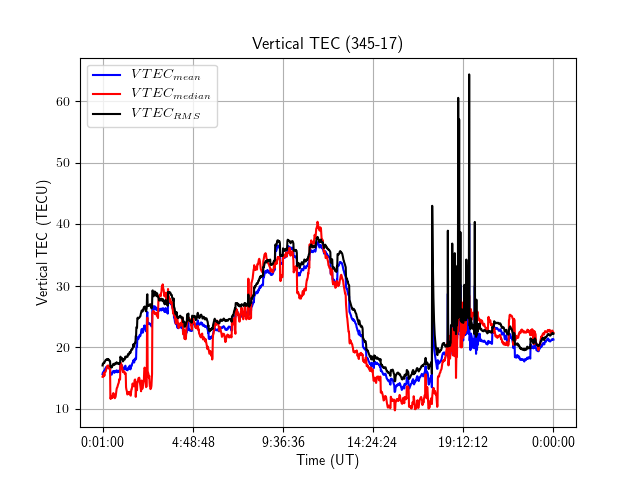 Vertical TEC (345-17)
VTEC_mean
VTEC_median
VTEC_RMS
60
50
40
30
20
10
Vertical TEC (TECU)
0:01:00 4:48:48 9:36:36 14:24:24 19:12:12 0:00:00
Time (UT)